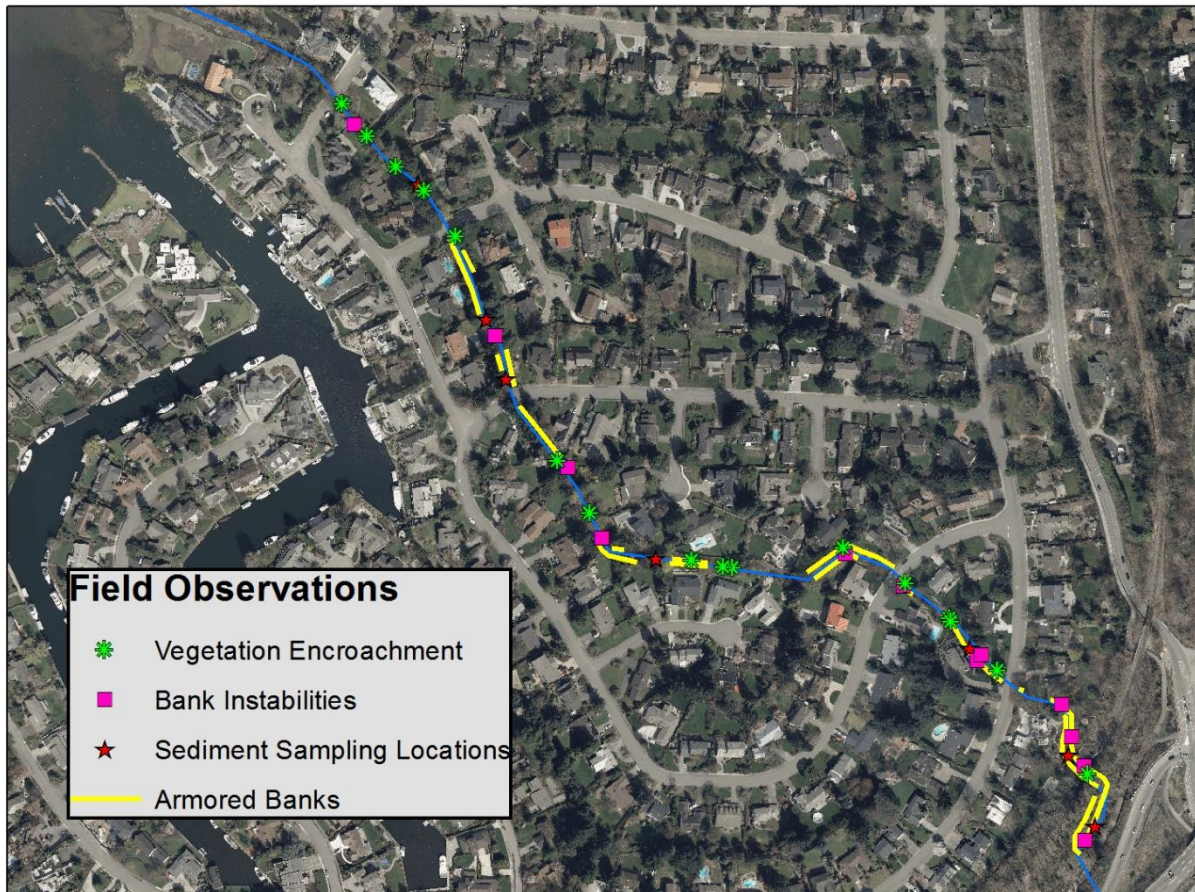 Field Observations
Vegetation Encroachment
Bank Instabilities
Sediment Sampling Locations
Armored Banks